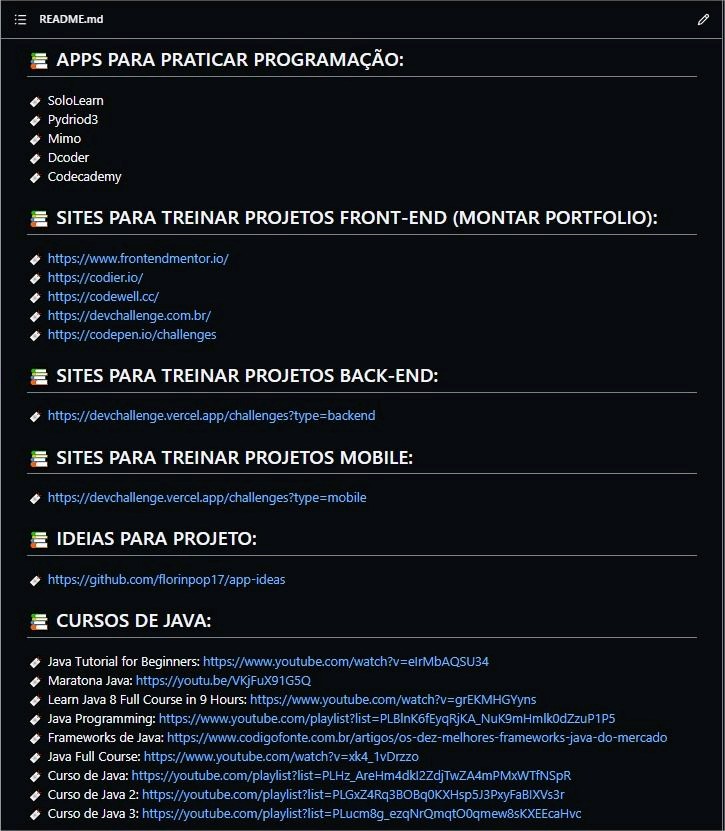 README.md
APPS PARA PRATICAR PROGRAMAÇÃO:
SoloLearn
Pydriod3
Mimo
Dcoder
Codecademy
SITES PARA TREINAR PROJETOS FRONT-END (MONTAR PORTFOLIO):
https://www.frontendmentor.io/
https://codier.io/
https://codewell.cc/
https://devchallenge.com.br/
https://codepen.io/challenges
SITES PARA TREINAR PROJETOS BACK-END:
https://devchallenge.vercel.app/challenges?type=backend
SITES PARA TREINAR PROJETOS MOBILE:
https://devchallenge.vercel.app/challenges?type=mobile
IDEIAS PARA PROJETO:
https://github.com/florinpop17/app-ideas
CURSOS DE JAVA:
Java Tutorial for Beginners: https://www.youtube.com/watch?v=eIrMbAQSU34
Maratona Java: https://youtu.be/VKjFuX91G5Q
Learn Java 8 Full Course in 9 Hours: https://www.youtube.com/watch?v=grEKMHGYyns
Java Programming: https://www.youtube.com/playlist?list=PLBlnK6fEyqRjKA_NuK9mHmlk0dZzuP1P5
Frameworks de Java: https://www.codigofonte.com.br/artigos/os-dez-melhores-frameworks-java-do-mercado
Java Full Course: https://www.youtube.com/watch?v=xk4_1vDrzzo
Curso de Java: https://youtube.com/playlist?list=PLHz_AreHm4dkI2ZdjTwZA4mPMxWTfNSpR
Curso de Java 2: https://youtube.com/playlist?list=PLGxZ4Rq3BOBq0KXHsp5J3PxyFaBIXVs3r
Curso de Java 3: https://youtube.com/playlist?list=PLucm8g_ezqNrQmqtO0qmew8sKXEEcaHvc